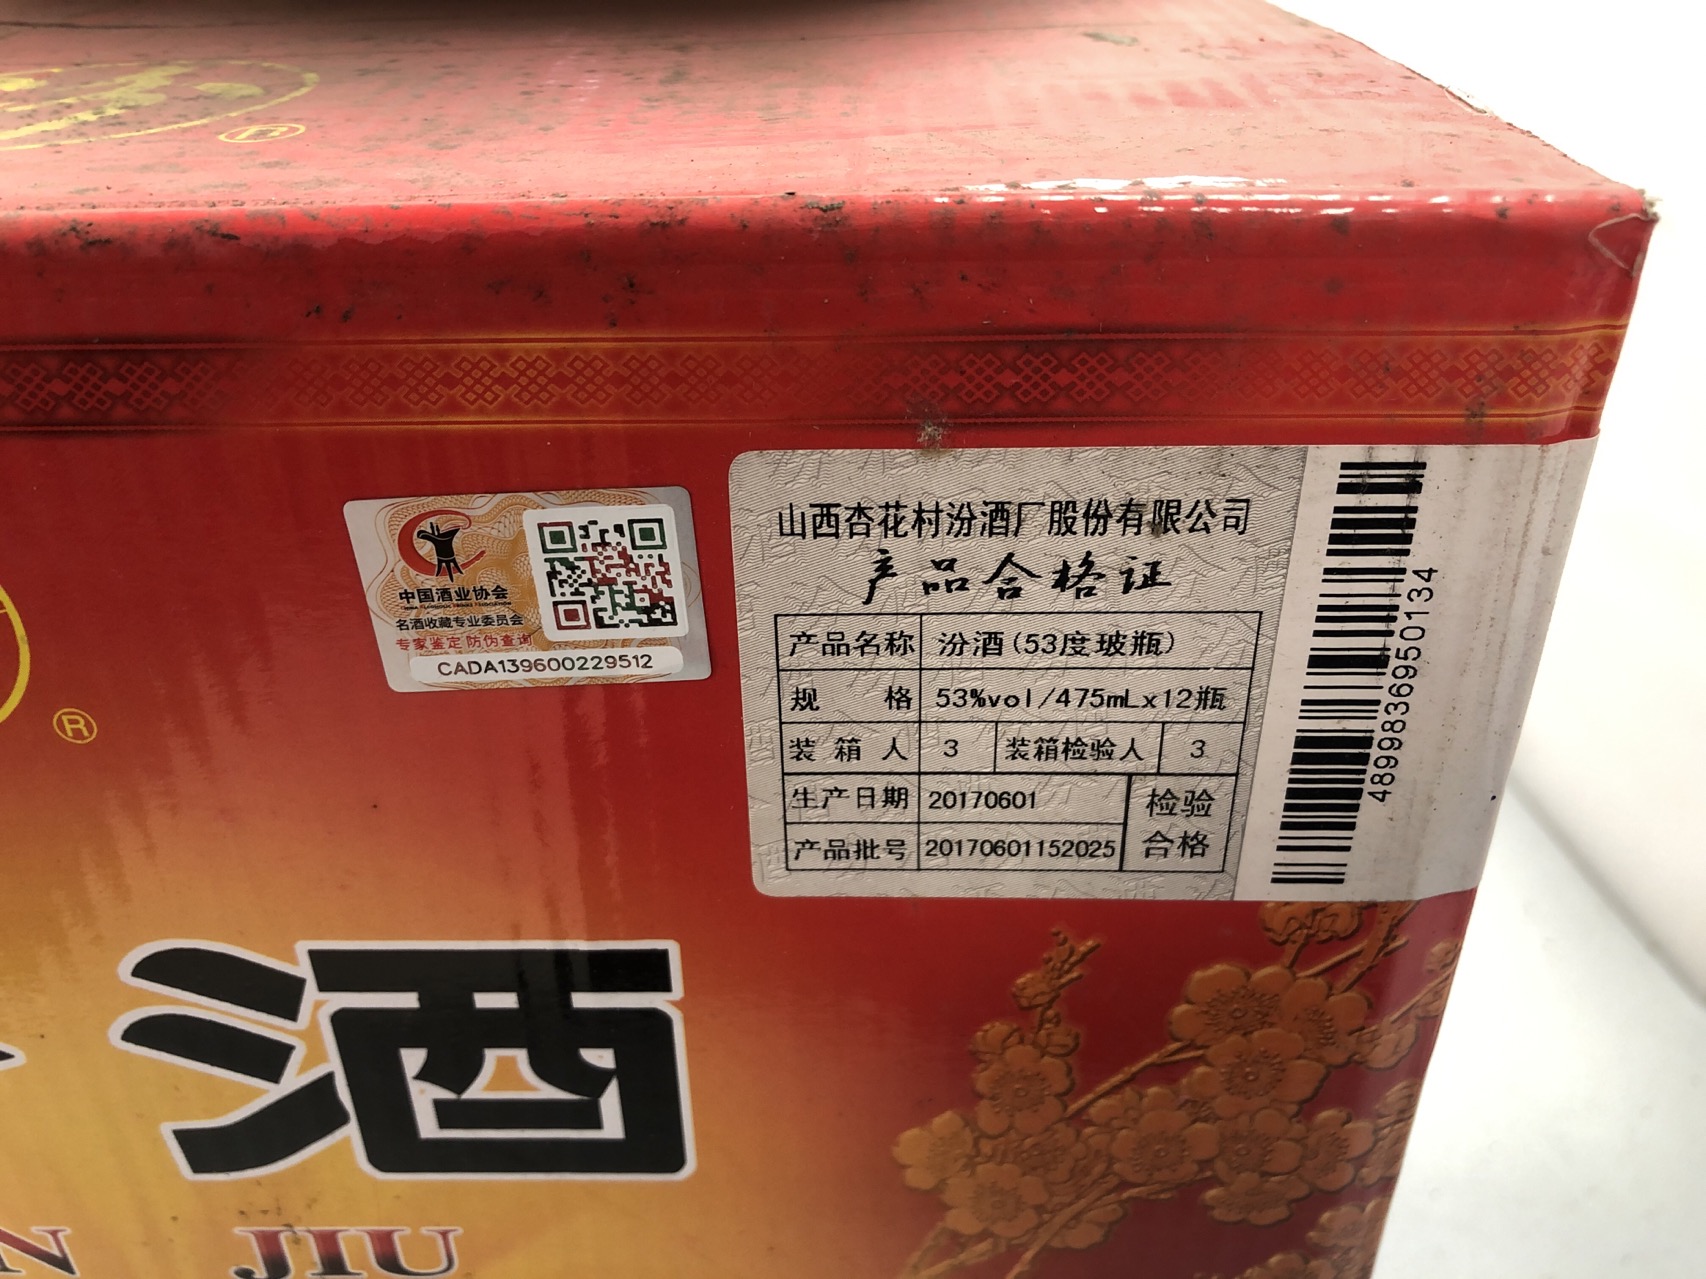 ®
®
中国酒业协会
名酒收藏专业委员会
专家鉴定 防伪查询
CADA139600229512
山西杏花村汾酒厂股份有限公司
产品合格证
产品名称 汾酒(53度玻瓶)
规格 53%vol/475mLx12瓶
装箱人 3 装箱检验人 3
生产日期 20170601
产品批号 20170601152025
检验
合格
4899836950134
酒
N JIU